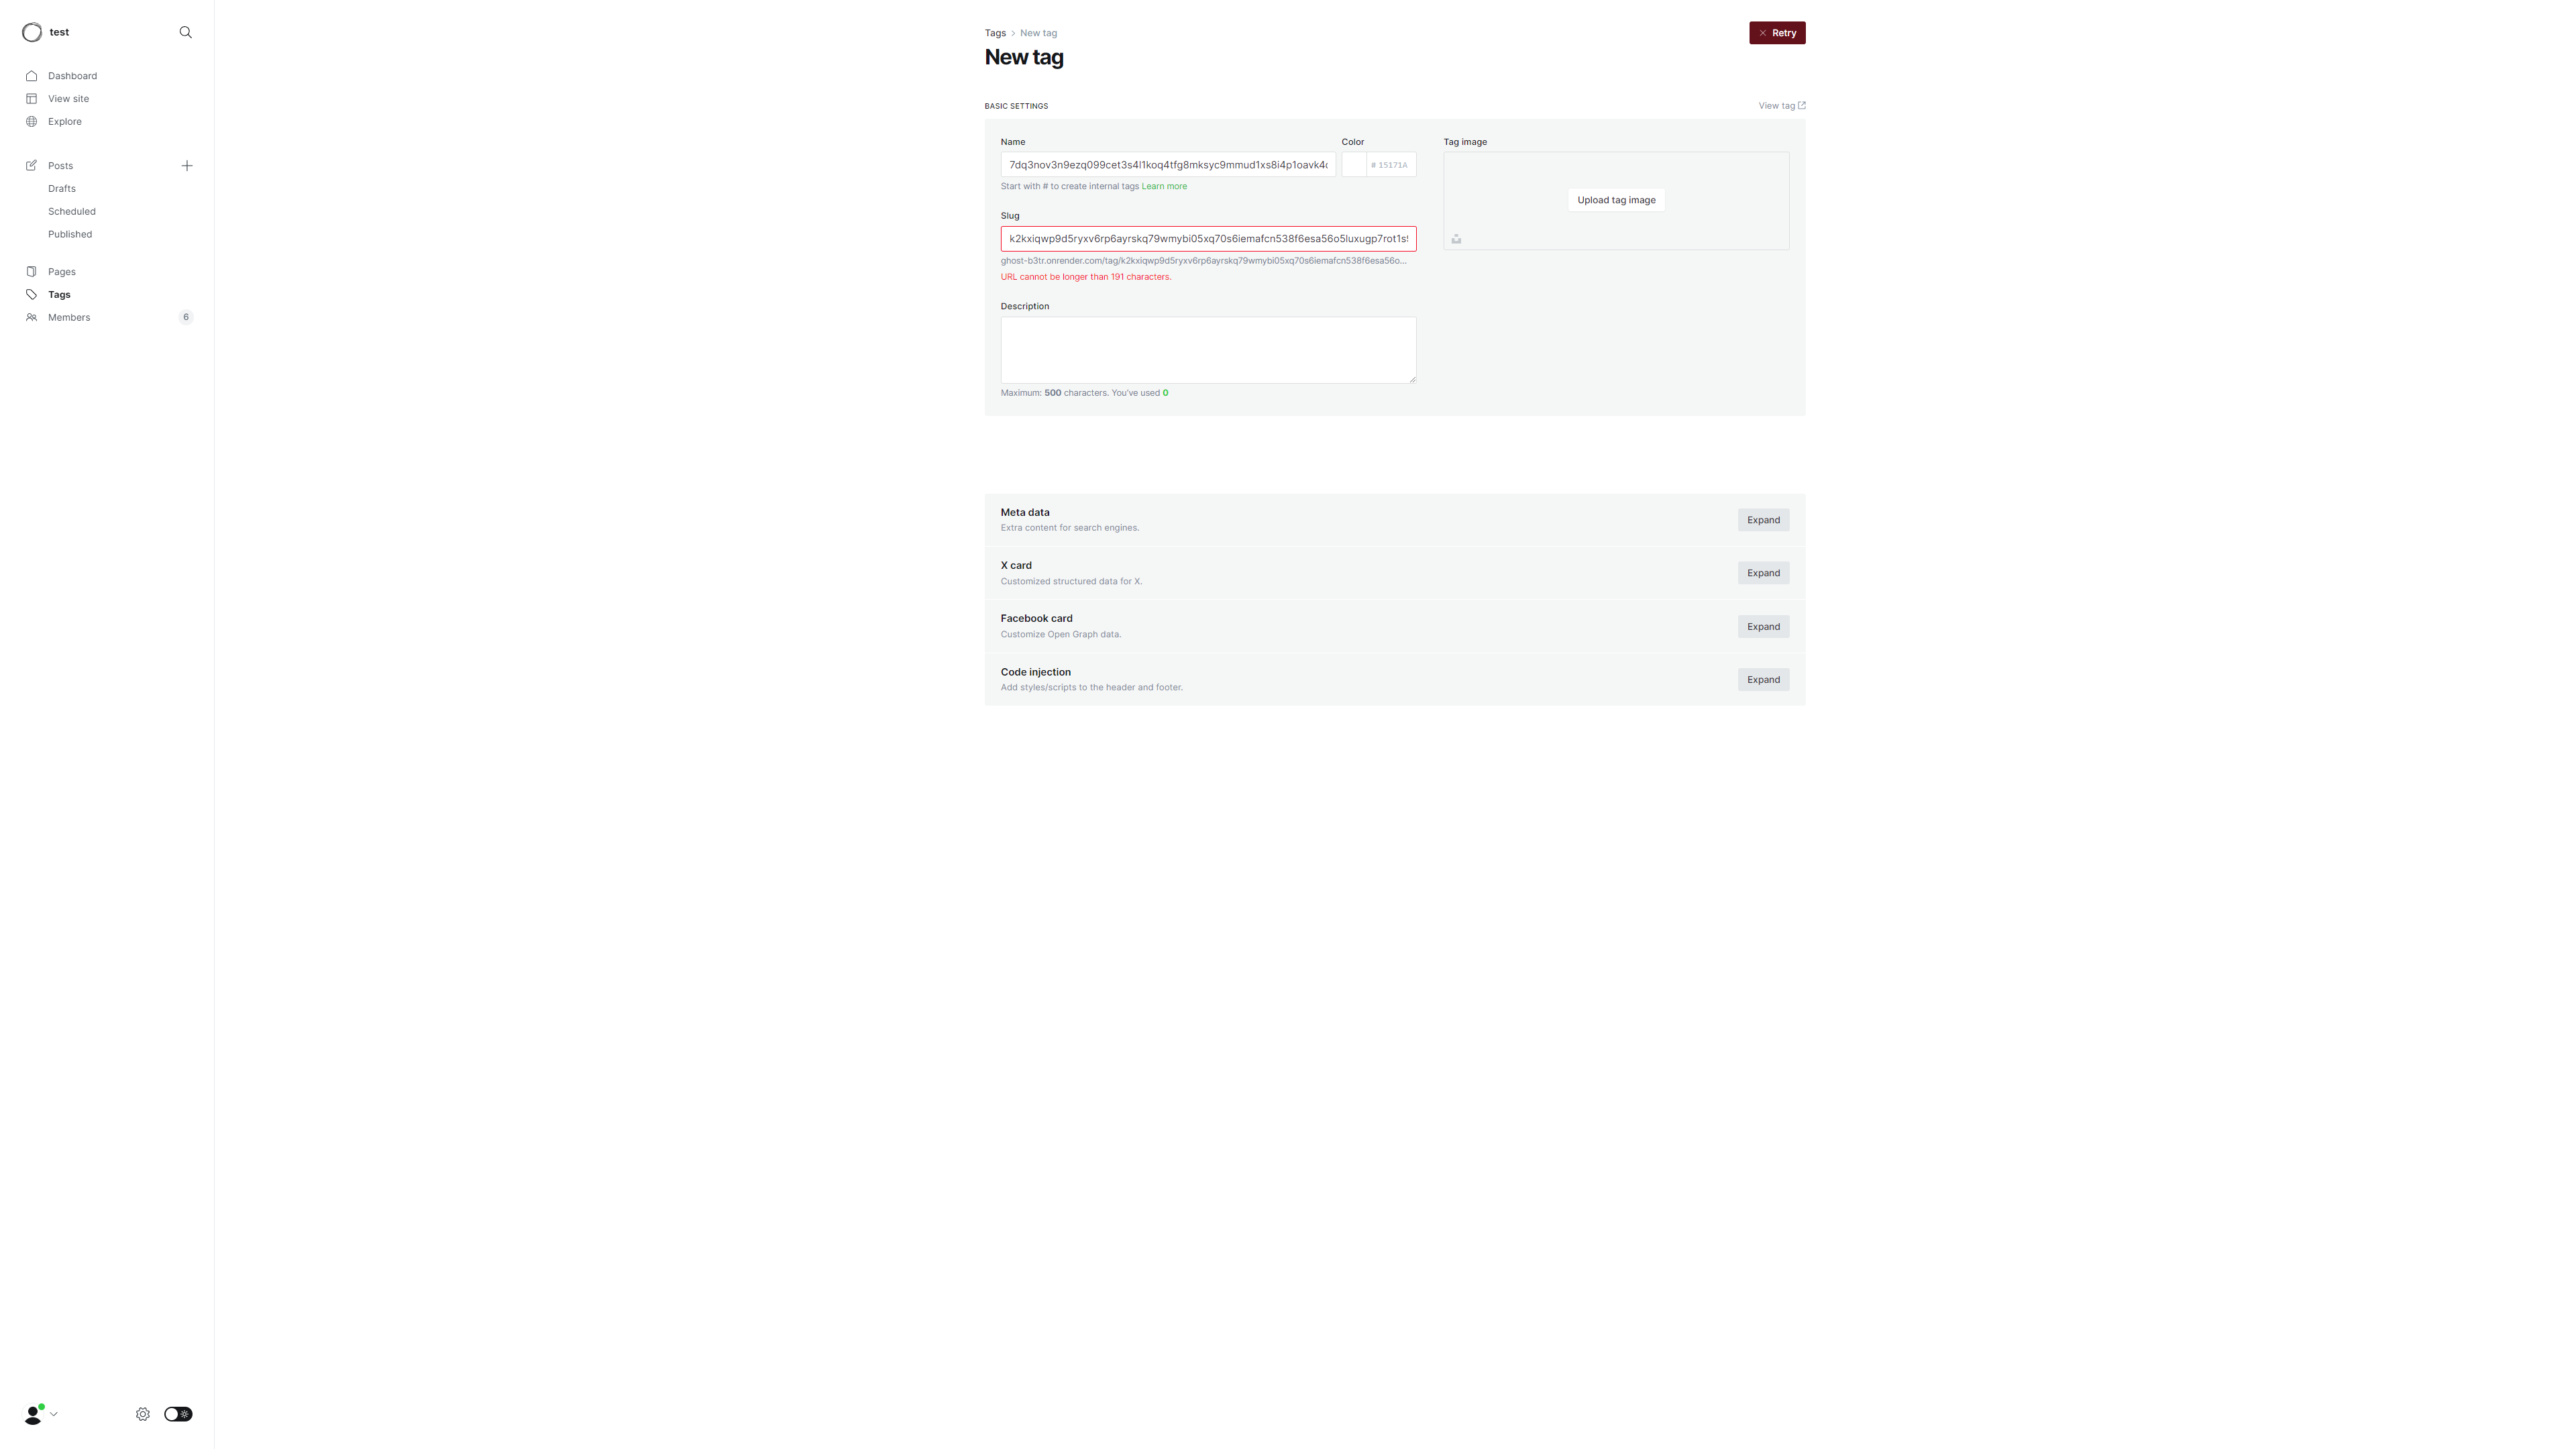 test
Dashboard
View site
Explore
Posts
Drafts
Scheduled
Published
Pages
Tags
Members
6
Tags
New tag
Retry
New tag
BASIC SETTINGS
View tag
Name
Color
Tag image
7dq3nov3n9ezq099cet3s4l1koq4tfg8mksyc9mmud1xs8i4p1oavk4
# 15171A
Start with # to create internal tags Learn more
Upload tag image
Slug
k2kxiqwp9d5ryxv6rp6ayrskq79wmybi05xq70s6iemafcn538f6esa56o5luxugp7rot1s
ghost-b3tr.onrender.com/tag/k2kxiqwp9d5ryxv6rp6ayrskq79wmybi05xq70s6iemafcn538f6esa56o...
URL cannot be longer than 191 characters.
Description
Maximum: 500 characters. You've used 0
Meta data
Extra content for search engines.
Expand
X card
Customized structured data for X.
Expand
Facebook card
Customize Open Graph data.
Expand
Code injection
Add styles/scripts to the header and footer.
Expand